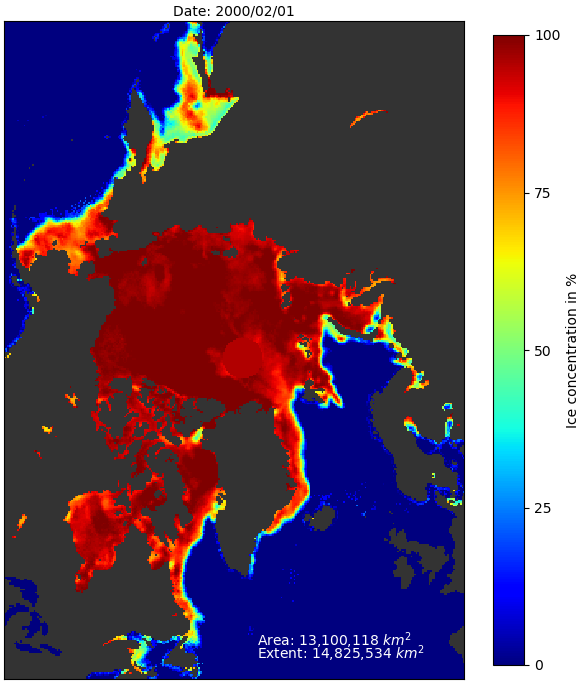 Date: 2000/02/01
100
75
50
25
0
Ice concentration in %
Area: 13,100,118 km²
Extent: 14,825,534 km²